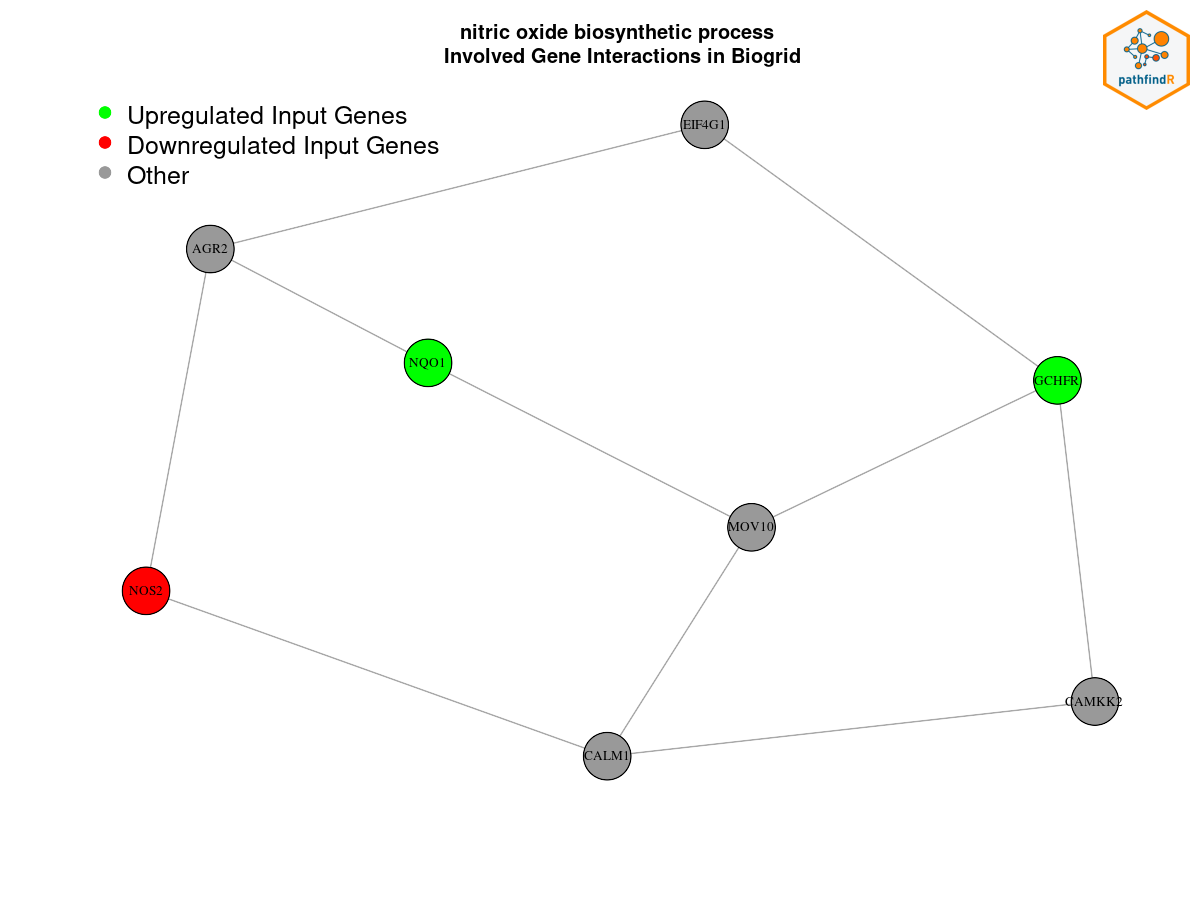 nitric oxide biosynthetic process
Involved Gene Interactions in Biogrid
pathfindR
Upregulated Input Genes
Downregulated Input Genes
Other
EIF4G1
AGR2
NQO1
GCHFR
MOV10
NOS2
CAMKK2
CALM1